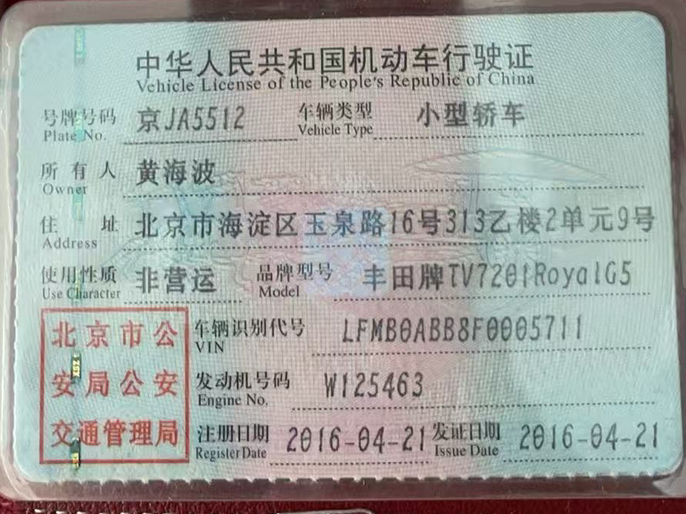 中华人民共和国机动车行驶证
Vehicle License of the People's Republic of China
号牌号码 京JA5512 车辆类型 小型轿车
Plate No. Vehicle Type
所有人 黄海波
Owner
住址 北京市海淀区玉泉路16号313乙楼2单元9号
Address
使用性质 非营运 品牌型号 丰田牌TV7201RoyalG5
Use Character Model
北京市公 车辆识别代号 LFMB0ABB8F0005711
VIN
安局公安 发动机号码 W125463
Engine No.
交通管理局 注册日期 2016-04-21 发证日期 2016-04-21
Register Date Issue Date